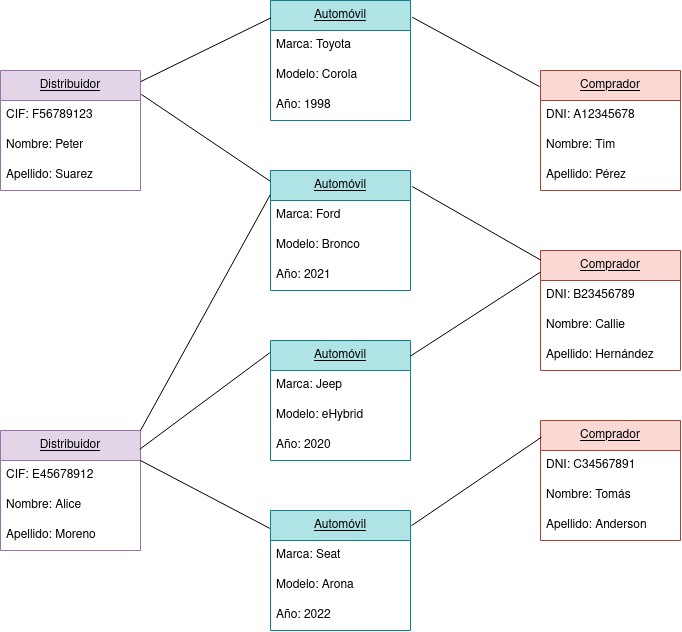 Distribuidor
CIF: F56789123
Nombre: Peter
Apellido: Suarez
Distribuidor
CIF: E45678912
Nombre: Alice
Apellido: Moreno
Automóvil
Marca: Toyota
Modelo: Corola
Año: 1998
Automóvil
Marca: Ford
Modelo: Bronco
Año: 2021
Automóvil
Marca: Jeep
Modelo: eHybrid
Año: 2020
Automóvil
Marca: Seat
Modelo: Arona
Año: 2022
Comprador
DNI: A12345678
Nombre: Tim
Apellido: Pérez
Comprador
DNI: B23456789
Nombre: Callie
Apellido: Hernández
Comprador
DNI: C34567891
Nombre: Tomás
Apellido: Anderson